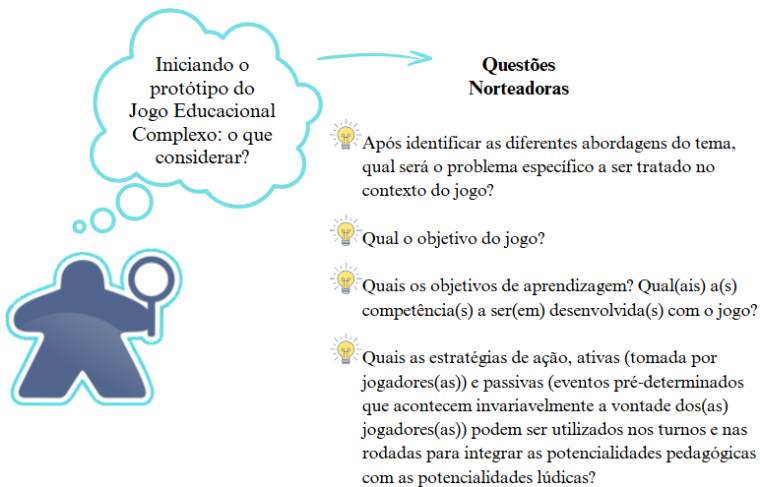 Iniciando o
protótipo do
Jogo Educacional
Complexo: o que
considerar?
Questões
Norteadoras
Após identificar as diferentes abordagens do tema,
qual será o problema específico a ser tratado no
contexto do jogo?
Qual o objetivo do jogo?
Quais os objetivos de aprendizagem? Qual(ais) a(s)
competência(s) a ser(em) desenvolvida(s) com o jogo?
Quais as estratégias de ação, ativas (tomada por
jogadores(as)) e passivas (eventos pré-determinados
que acontecem invariavelmente a vontade dos(as)
jogadores(as)) podem ser utilizados nos turnos e nas
rodadas para integrar as potencialidades pedagógicas
com as potencialidades lúdicas?